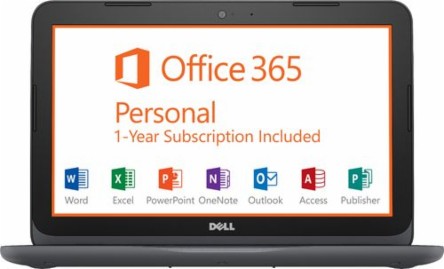 Office 365
Personal
1-Year Subscription Included
Word Excel PowerPoint OneNote Outlook Access Publisher
DELL